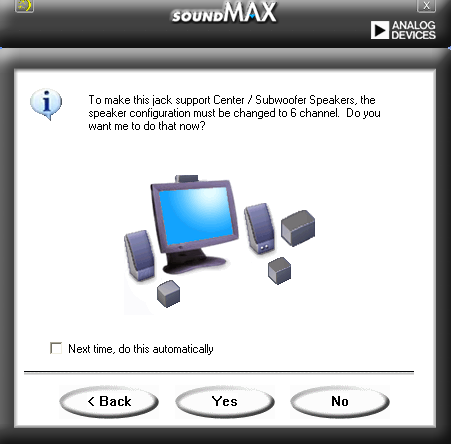 SOUNDMAX
X
ANALOG
DEVICES
To make this jack support Center / Subwoofer Speakers, the
speaker configuration must be changed to 6 channel. Do you
want me to do that now?
Next time, do this automatically
< Back
Yes
No